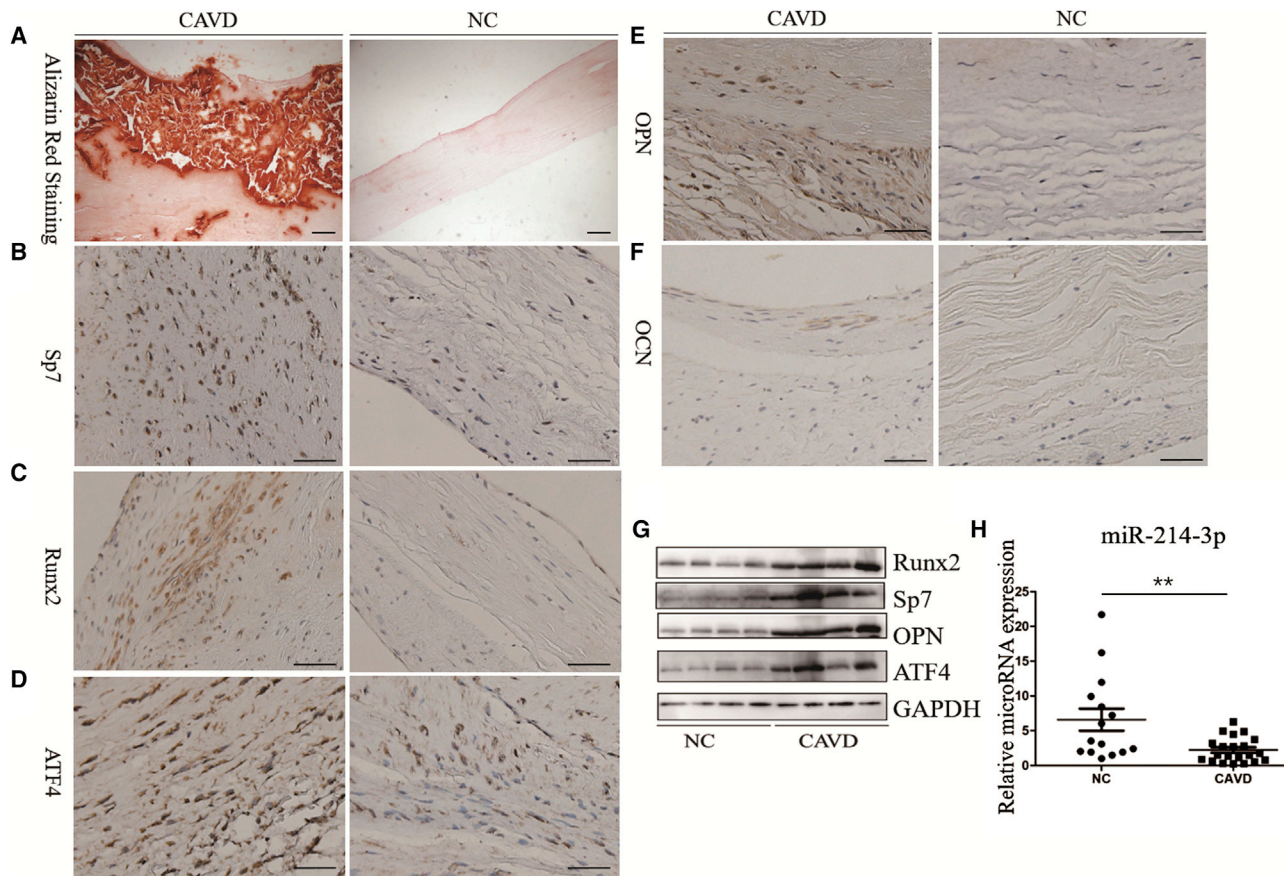 CAVD
NC
A
Alizarin Red Staining
B
Sp7
C
Runx2
D
ATF4
CAVD
NC
E
OPN
F
OCN
G
Runx2
Sp7
OPN
ATF4
GAPDH
NC
CAVD
H
miR-214-3p
**
Relative microRNA expression
25
20
15
10
5
0
NC
CAVD